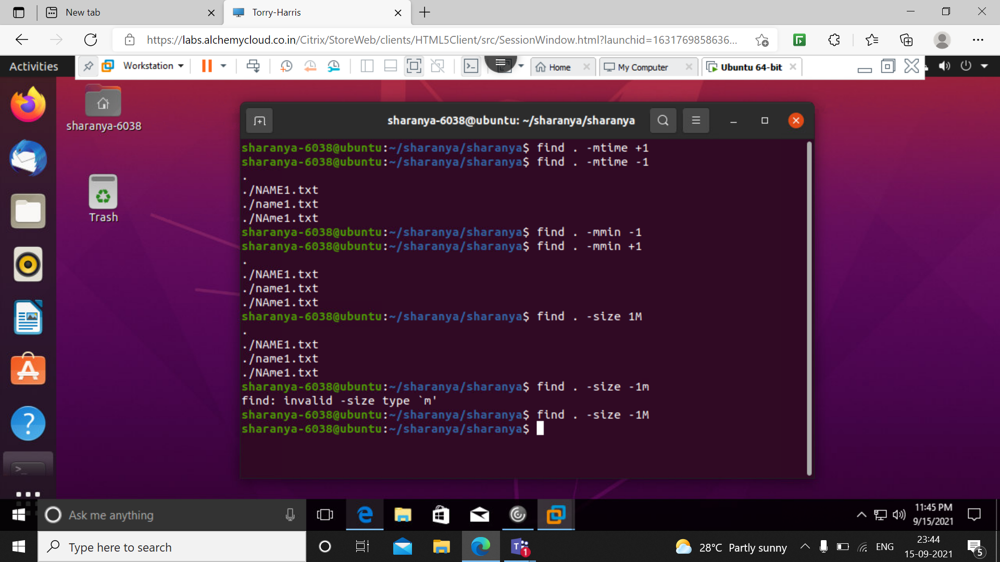 New tab
Torry-Harris
https://labs.alchemycloud.co.in/Citrix/StoreWeb/clients/HTML5Client/src/SessionWindow.html?launchid=1631769858636...
Activities
Workstation
Home
My Computer
Ubuntu 64-bit
sharanya-6038
Trash
sharanya-6038@ubuntu: ~/sharanya/sharanya
sharanya-6038@ubuntu:~/sharanya/sharanya$ find . -mtime +1
sharanya-6038@ubuntu:~/sharanya/sharanya$ find . -mtime -1
.
./NAME1.txt
./name1.txt
./NAme1.txt
sharanya-6038@ubuntu:~/sharanya/sharanya$ find . -mmin -1
sharanya-6038@ubuntu:~/sharanya/sharanya$ find . -mmin +1
.
./NAME1.txt
./name1.txt
./NAme1.txt
sharanya-6038@ubuntu:~/sharanya/sharanya$ find . -size 1M
.
./NAME1.txt
./name1.txt
./NAme1.txt
sharanya-6038@ubuntu:~/sharanya/sharanya$ find . -size -1m
find: invalid -size type `m'
sharanya-6038@ubuntu:~/sharanya/sharanya$ find . -size -1M
sharanya-6038@ubuntu:~/sharanya/sharanya$
Ask me anything
11:45 PM
9/15/2021
Type here to search
1
28°C Partly sunny
ENG
23:44
15-09-2021
5